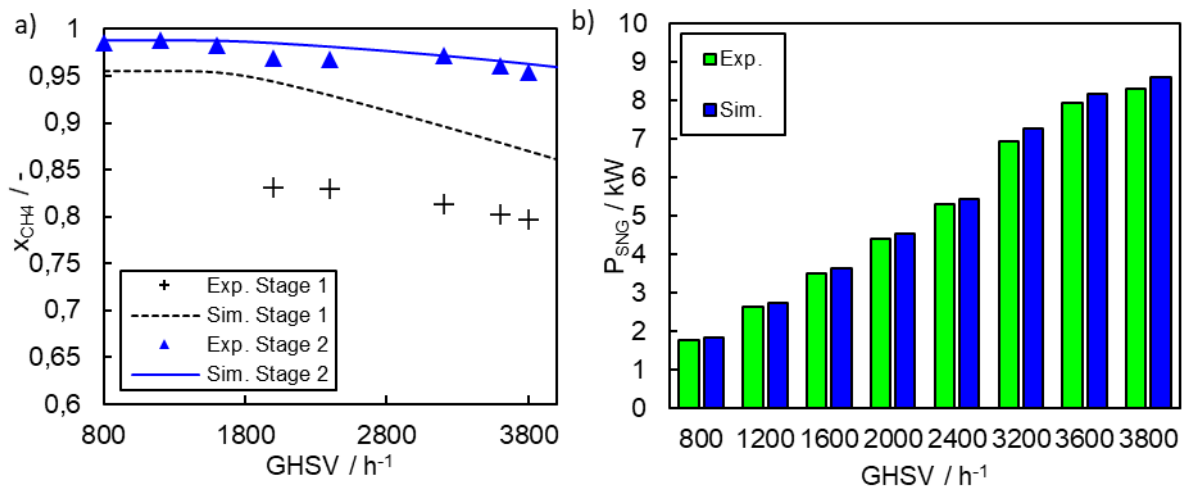 a)
1
0,95
0,9
0,85
0,8
0,75
0,7
0,65
0,6
xCH4 / -
Exp. Stage 1
Sim. Stage 1
Exp. Stage 2
Sim. Stage 2
800 1800 2800 3800
GHSV / h-1
b)
10
9
8
7
6
5
4
3
2
1
0
PSNG / kW
Exp.
Sim.
800 1200 1600 2000 2400 3200 3600 3800
GHSV / h-1